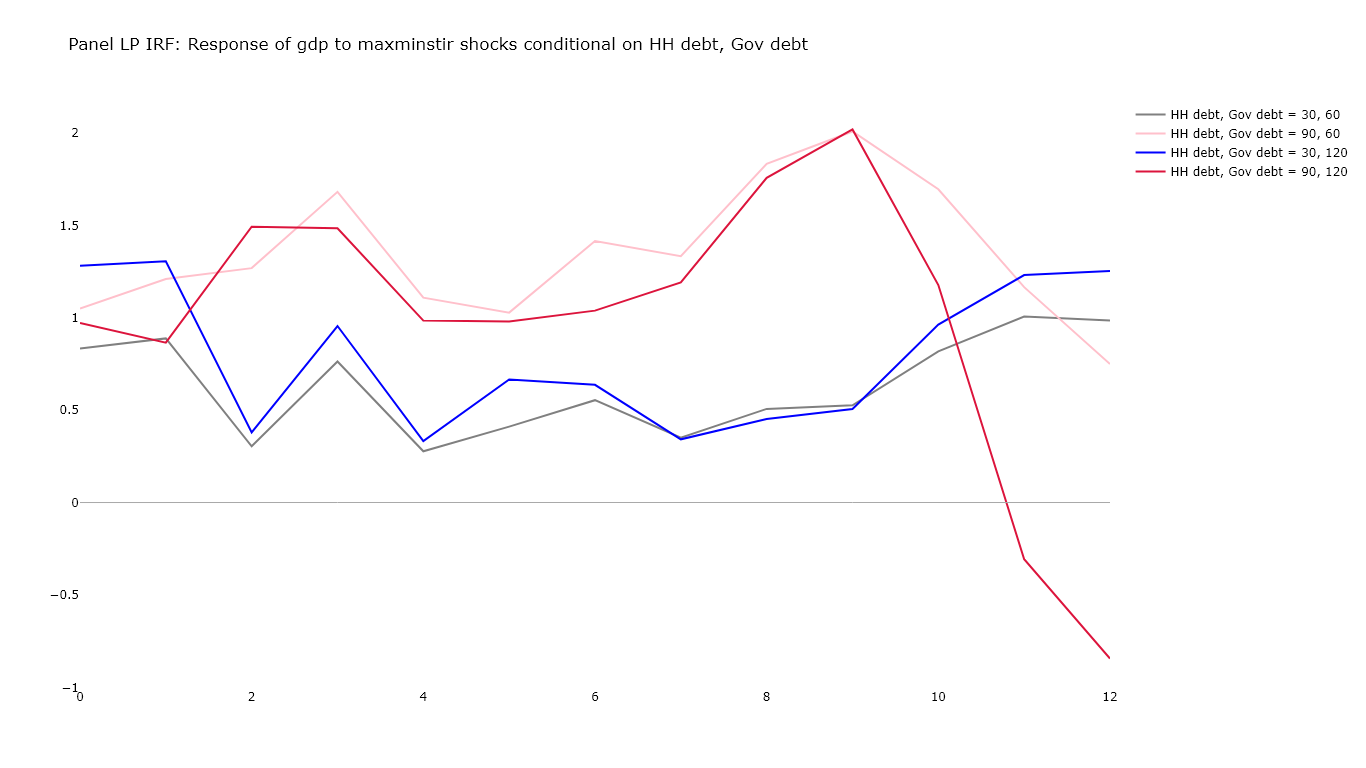 Panel LP IRF: Response of gdp to maxminstir shocks conditional on HH debt, Gov debt
HH debt, Gov debt = 30, 60
HH debt, Gov debt = 90, 60
HH debt, Gov debt = 30, 120
HH debt, Gov debt = 90, 120
2
1.5
1
0.5
0
−0.5
−1
0 2 4 6 8 10 12